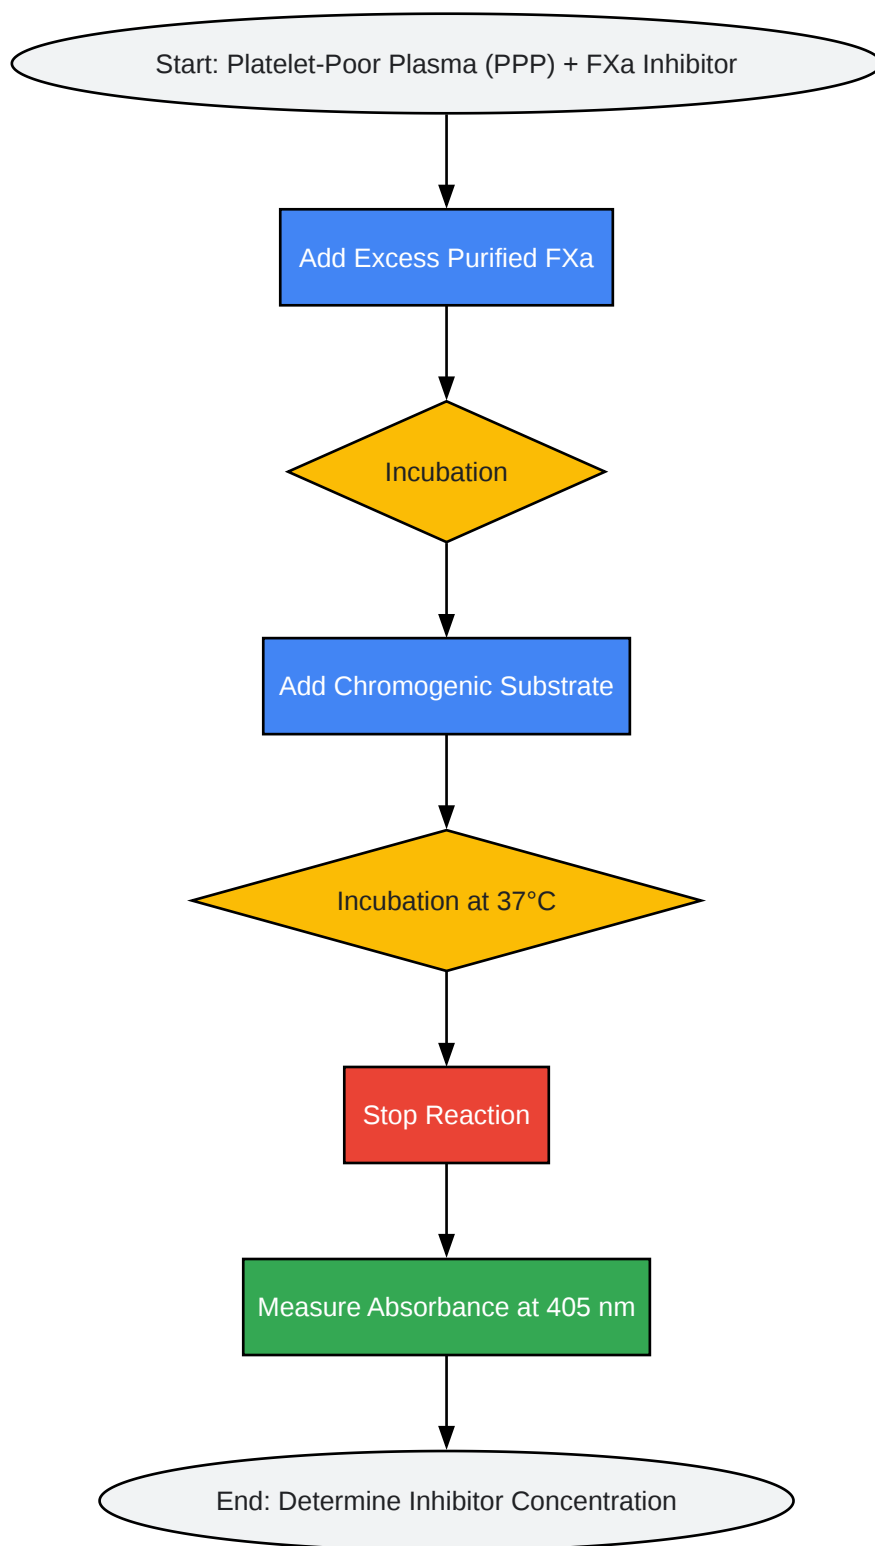 Start: Platelet-Poor Plasma (PPP) + FXa Inhibitor
Add Excess Purified FXa
Incubation
Add Chromogenic Substrate
Incubation at 37°C
Stop Reaction
Measure Absorbance at 405 nm
End: Determine Inhibitor Concentration